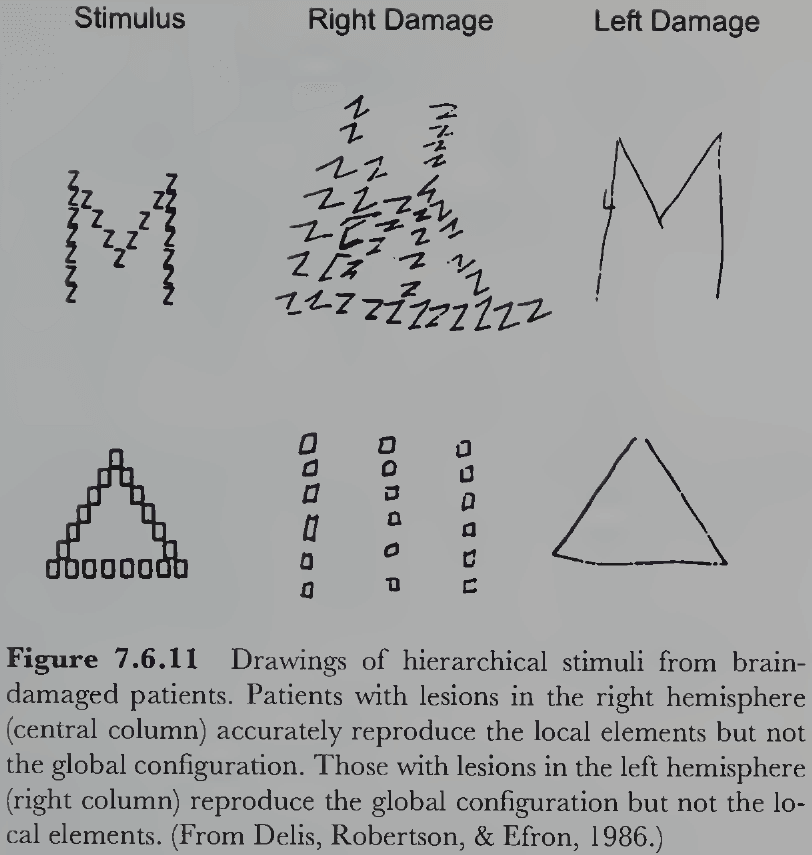 Stimulus Right Damage Left Damage
Figure 7.6.11 Drawings of hierarchical stimuli from brain-
damaged patients. Patients with lesions in the right hemisphere
(central column) accurately reproduce the local elements but not
the global configuration. Those with lesions in the left hemisphere
(right column) reproduce the global configuration but not the lo-
cal elements. (From Delis, Robertson, & Efron, 1986.)